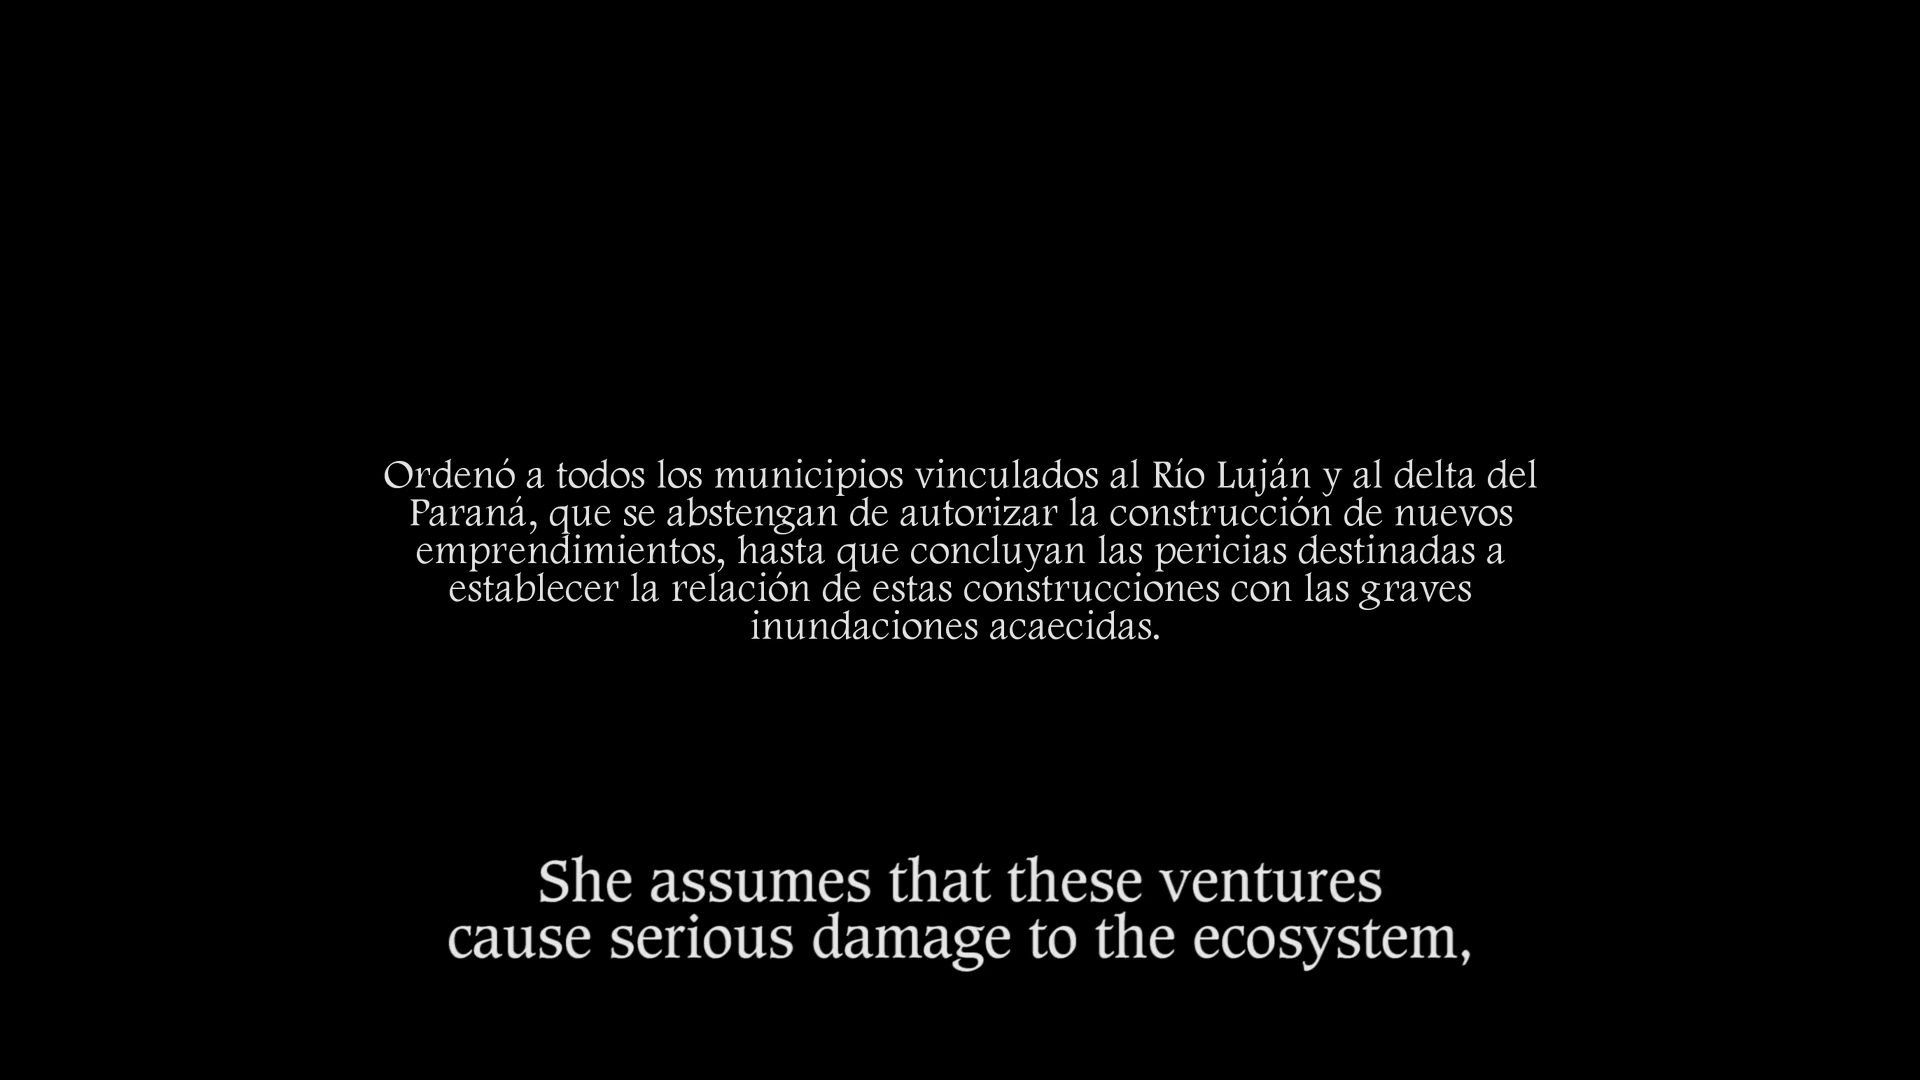 Ordenó a todos los municipios vinculados al Río Luján y al delta del
Paraná, que se abstengan de autorizar la construcción de nuevos
emprendimientos, hasta que concluyan las pericias destinadas a
establecer la relación de estas construcciones con las graves
inundaciones acaecidas.
She assumes that these ventures
cause serious damage to the ecosystem,